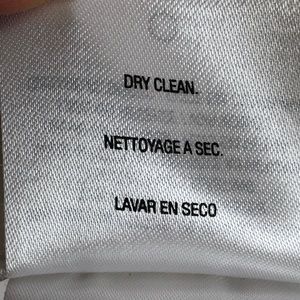 DRY CLEAN.
NETTOYAGE A SEC.
LAVAR EN SECO